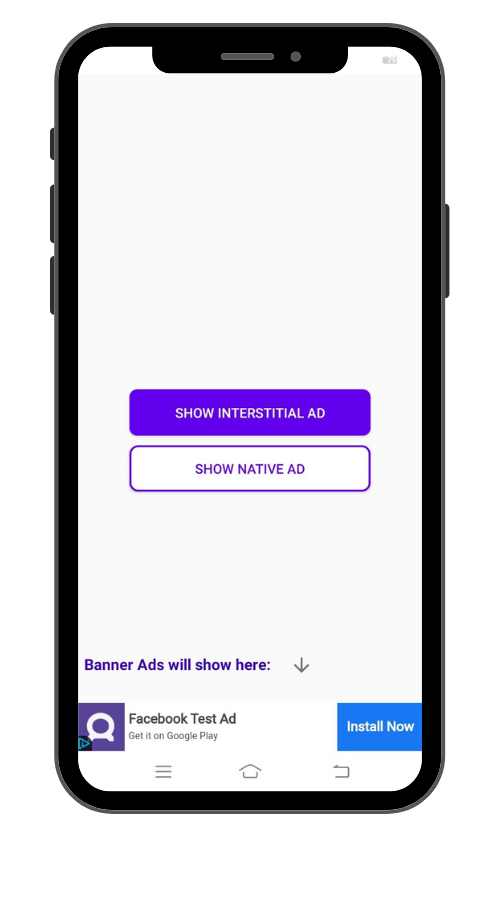 SHOW INTERSTITIAL AD
SHOW NATIVE AD
Banner Ads will show here:
Facebook Test Ad
Get it on Google Play
Install Now